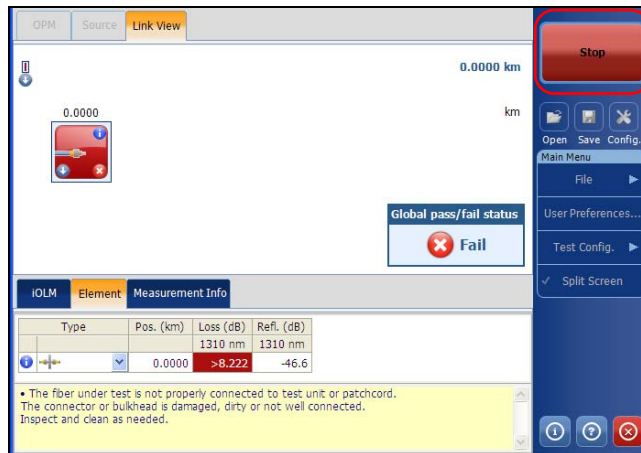 OPM Source Link View
0.0000 km
0.0000
km
Global pass/fail status
Fail
iOLM Element Measurement Info
Type Pos. (km) Loss (dB) Refl. (dB)
1310 nm 1310 nm
0.0000 >8.222 -46.6
• The fiber under test is not properly connected to test unit or patchcord.
The connector or bulkhead is damaged, dirty or not well connected.
Inspect and clean as needed.
Stop
Open Save Config.
Main Menu
File
User Preferences...
Test Config.
Split Screen